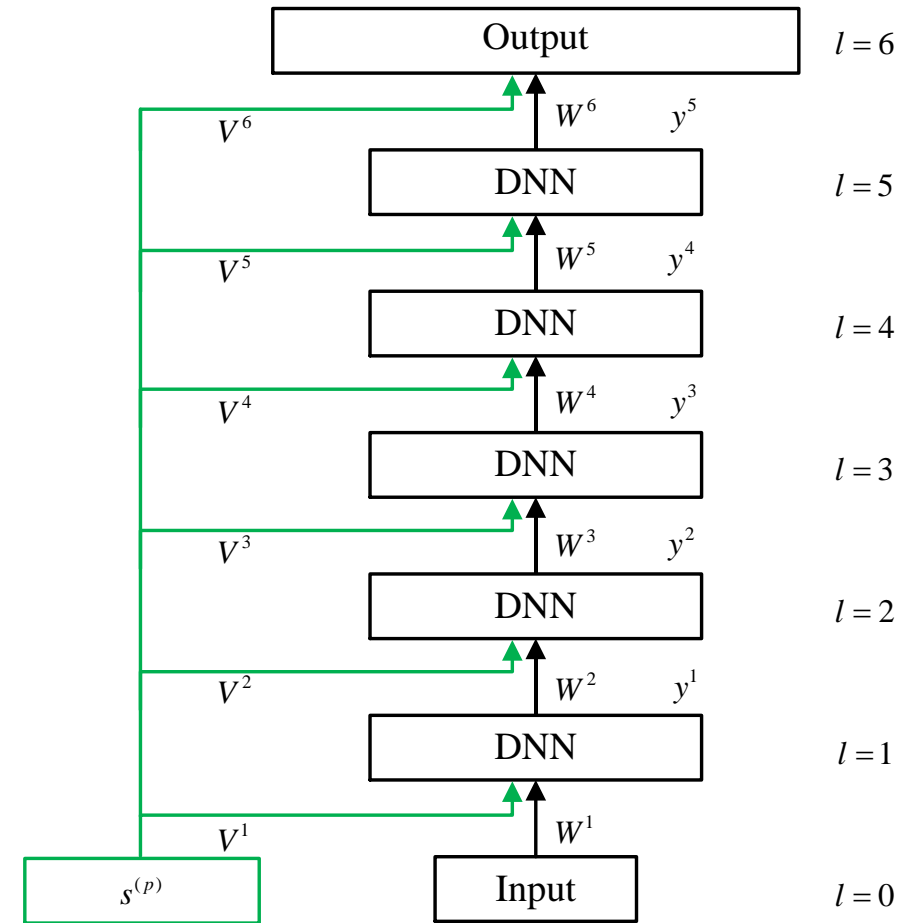 Output
l = 6
V^6
W^6
y^5
DNN
l = 5
V^5
W^5
y^4
DNN
l = 4
V^4
W^4
y^3
DNN
l = 3
V^3
W^3
y^2
DNN
l = 2
V^2
W^2
y^1
DNN
l = 1
V^1
W^1
s^(p)
Input
l = 0